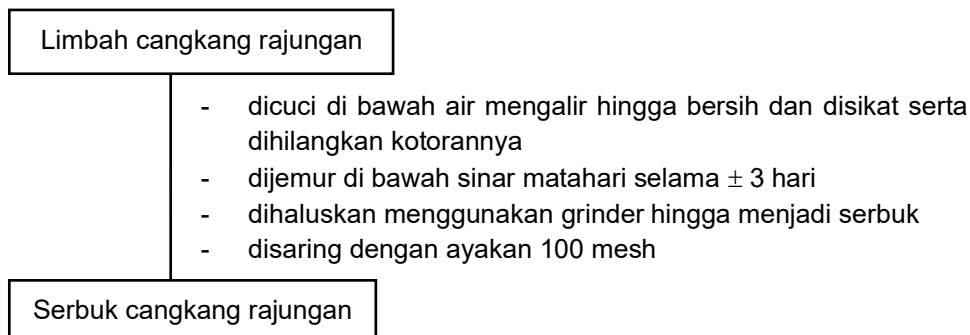 Limbah cangkang rajungan
- dicuci di bawah air mengalir hingga bersih dan disikat serta
dihilangkan kotorannya
- dijemur di bawah sinar matahari selama ± 3 hari
- dihaluskan menggunakan grinder hingga menjadi serbuk
- disaring dengan ayakan 100 mesh
Serbuk cangkang rajungan